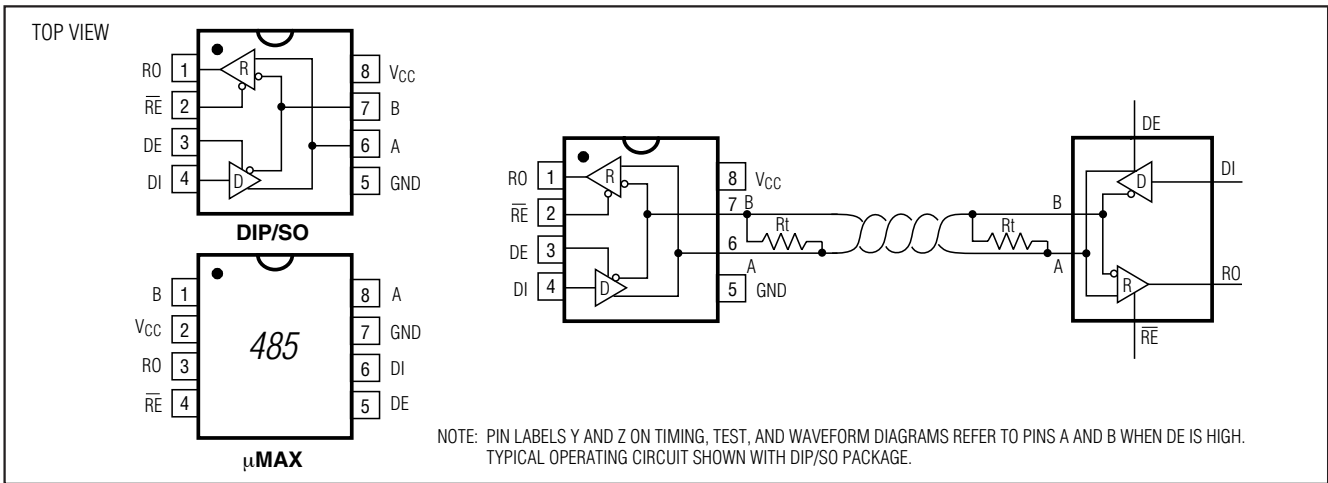 TOP VIEW
RO 1
R
8 VCC
RE 2
7 B
DE 3
6 A
DI 4
D
5 GND
DIP/SO
B 1
8 A
VCC 2
485
7 GND
RO 3
6 DI
RE 4
5 DE
μMAX
RO 1
R
8 VCC
RE 2
7 B
Rt
DE 3
6
A
DI 4
D
5 GND
DE
D
DI
B
Rt
A
R
RO
RE
NOTE: PIN LABELS Y AND Z ON TIMING, TEST, AND WAVEFORM DIAGRAMS REFER TO PINS A AND B WHEN DE IS HIGH.
TYPICAL OPERATING CIRCUIT SHOWN WITH DIP/SO PACKAGE.